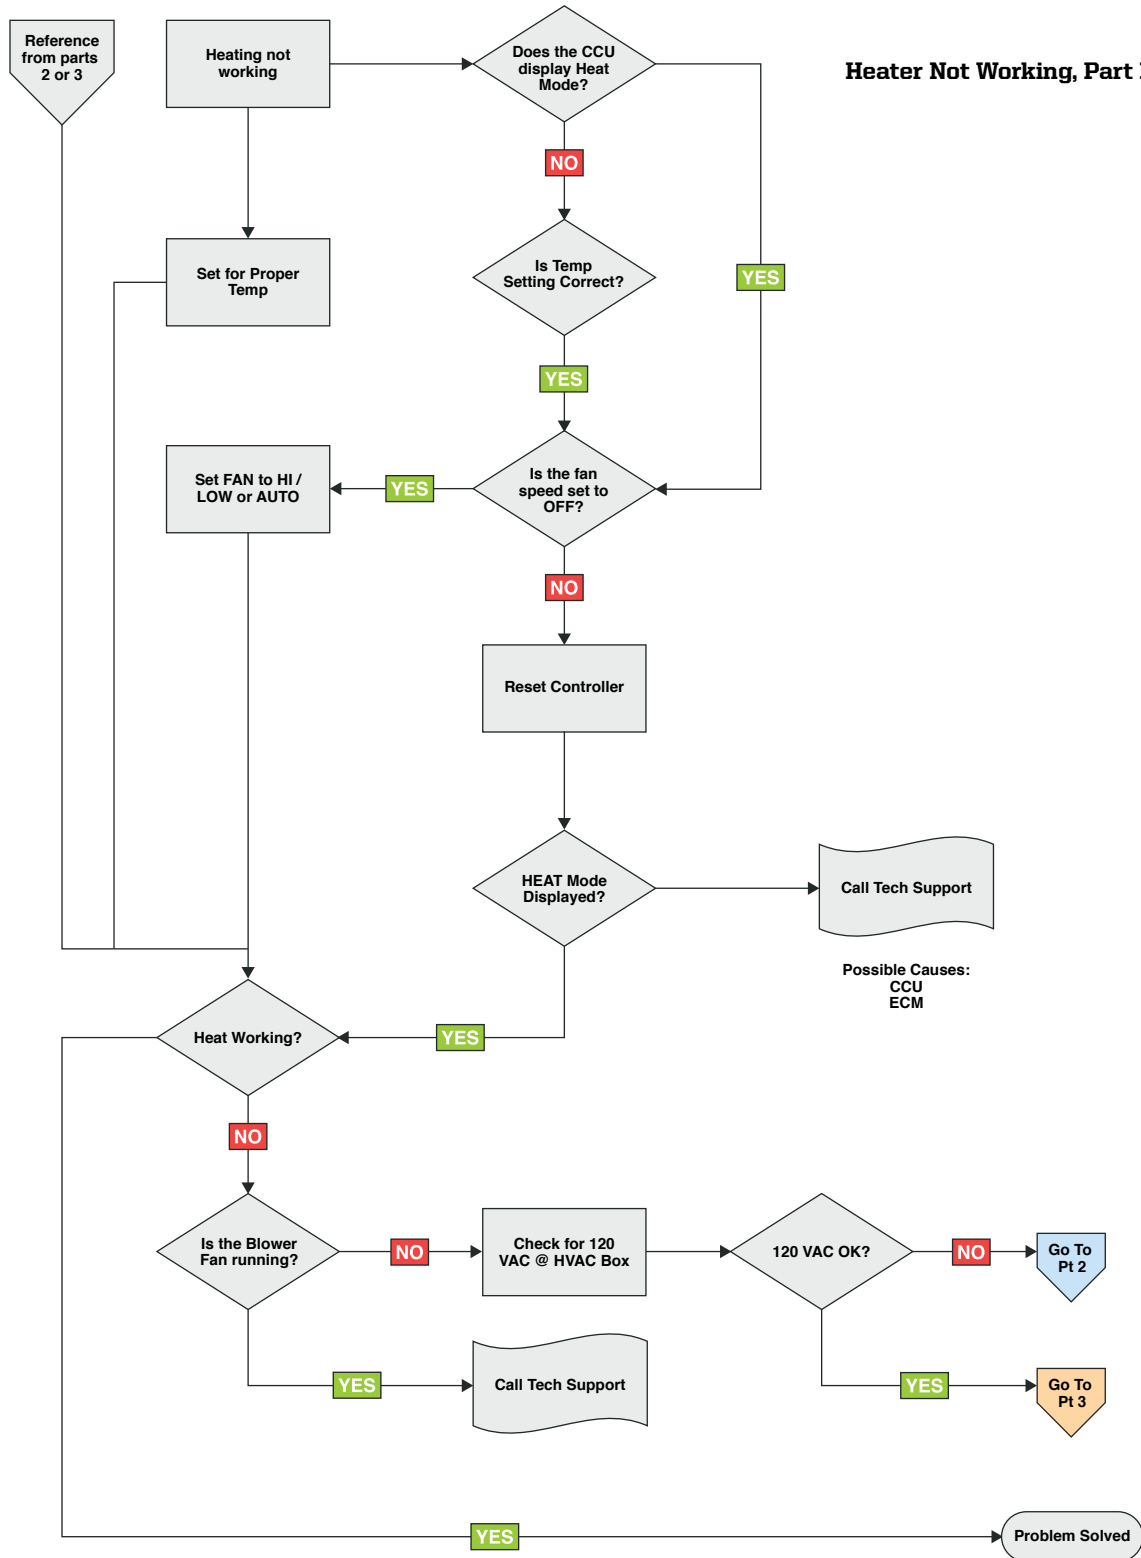 Reference
from parts
2 or 3
Heating not
working
Does the CCU
display Heat
Mode?
Heater Not Working, Part
NO
Set for Proper
Temp
Is Temp
Setting Correct?
YES
YES
Set FAN to HI /
LOW or AUTO
YES
Is the fan
speed set to
OFF?
NO
Reset Controller
HEAT Mode
Displayed?
Call Tech Support
Possible Causes:
CCU
ECM
Heat Working?
YES
NO
Is the Blower
Fan running?
NO
Check for 120
VAC @ HVAC Box
120 VAC OK?
NO
Go To
Pt 2
YES
Call Tech Support
YES
Go To
Pt 3
YES
Problem Solved